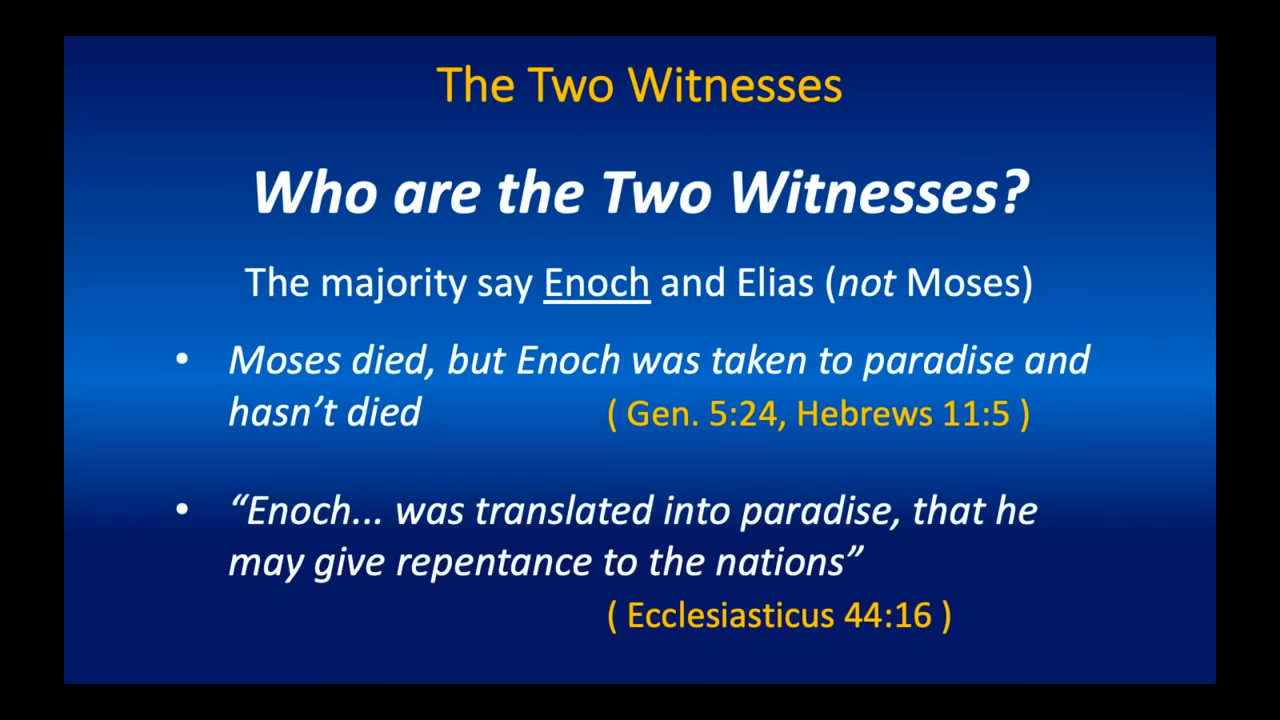 The Two Witnesses
Who are the Two Witnesses?
The majority say Enoch and Elias (not Moses)
• Moses died, but Enoch was taken to paradise and
hasn’t died ( Gen. 5:24, Hebrews 11:5 )
• “Enoch... was translated into paradise, that he
may give repentance to the nations”
( Ecclesiasticus 44:16 )